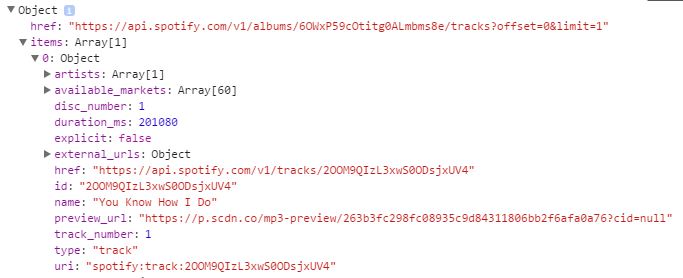 Object i
href: "https://api.spotify.com/v1/albums/6OWxP59cOtitg0ALmbms8e/tracks?offset=0&limit=1"
items: Array[1]
0: Object
artists: Array[1]
available_markets: Array[60]
disc_number: 1
duration_ms: 201080
explicit: false
external_urls: Object
href: "https://api.spotify.com/v1/tracks/2OOM9QIzL3xwS0ODsjxUV4"
id: "2OOM9QIzL3xwS0ODsjxUV4"
name: "You Know How I Do"
preview_url: "https://p.scdn.co/mp3-preview/263b3fc298fc08935c9d84311806bb2f6afa0a76?cid=null"
track_number: 1
type: "track"
uri: "spotify:track:2OOM9QIzL3xwS0ODsjxUV4"